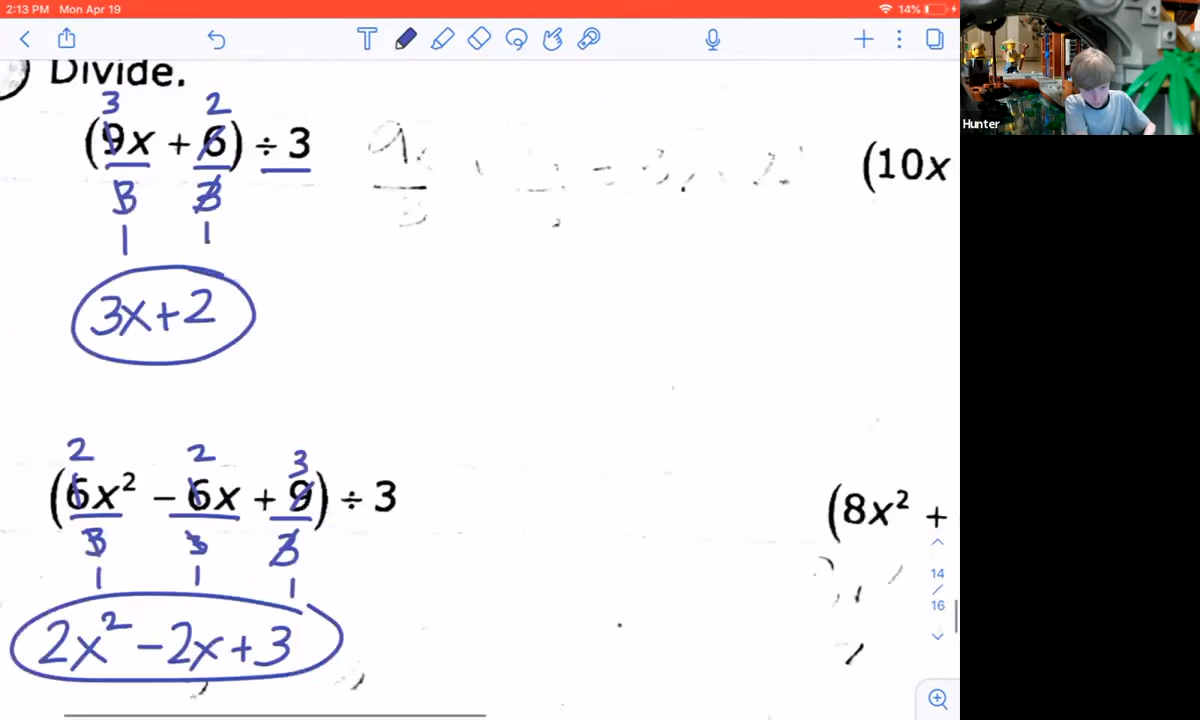 2:13 PM Mon Apr 19
14%
Divide.
3 2
(9x + 6) ÷ 3
3 3
1 1
3x+2
(10x
2 2 3
(6x² - 6x + 9) ÷ 3
3 3 3
1 1 1
2x² - 2x + 3
(8x² +
14
/
16
Hunter